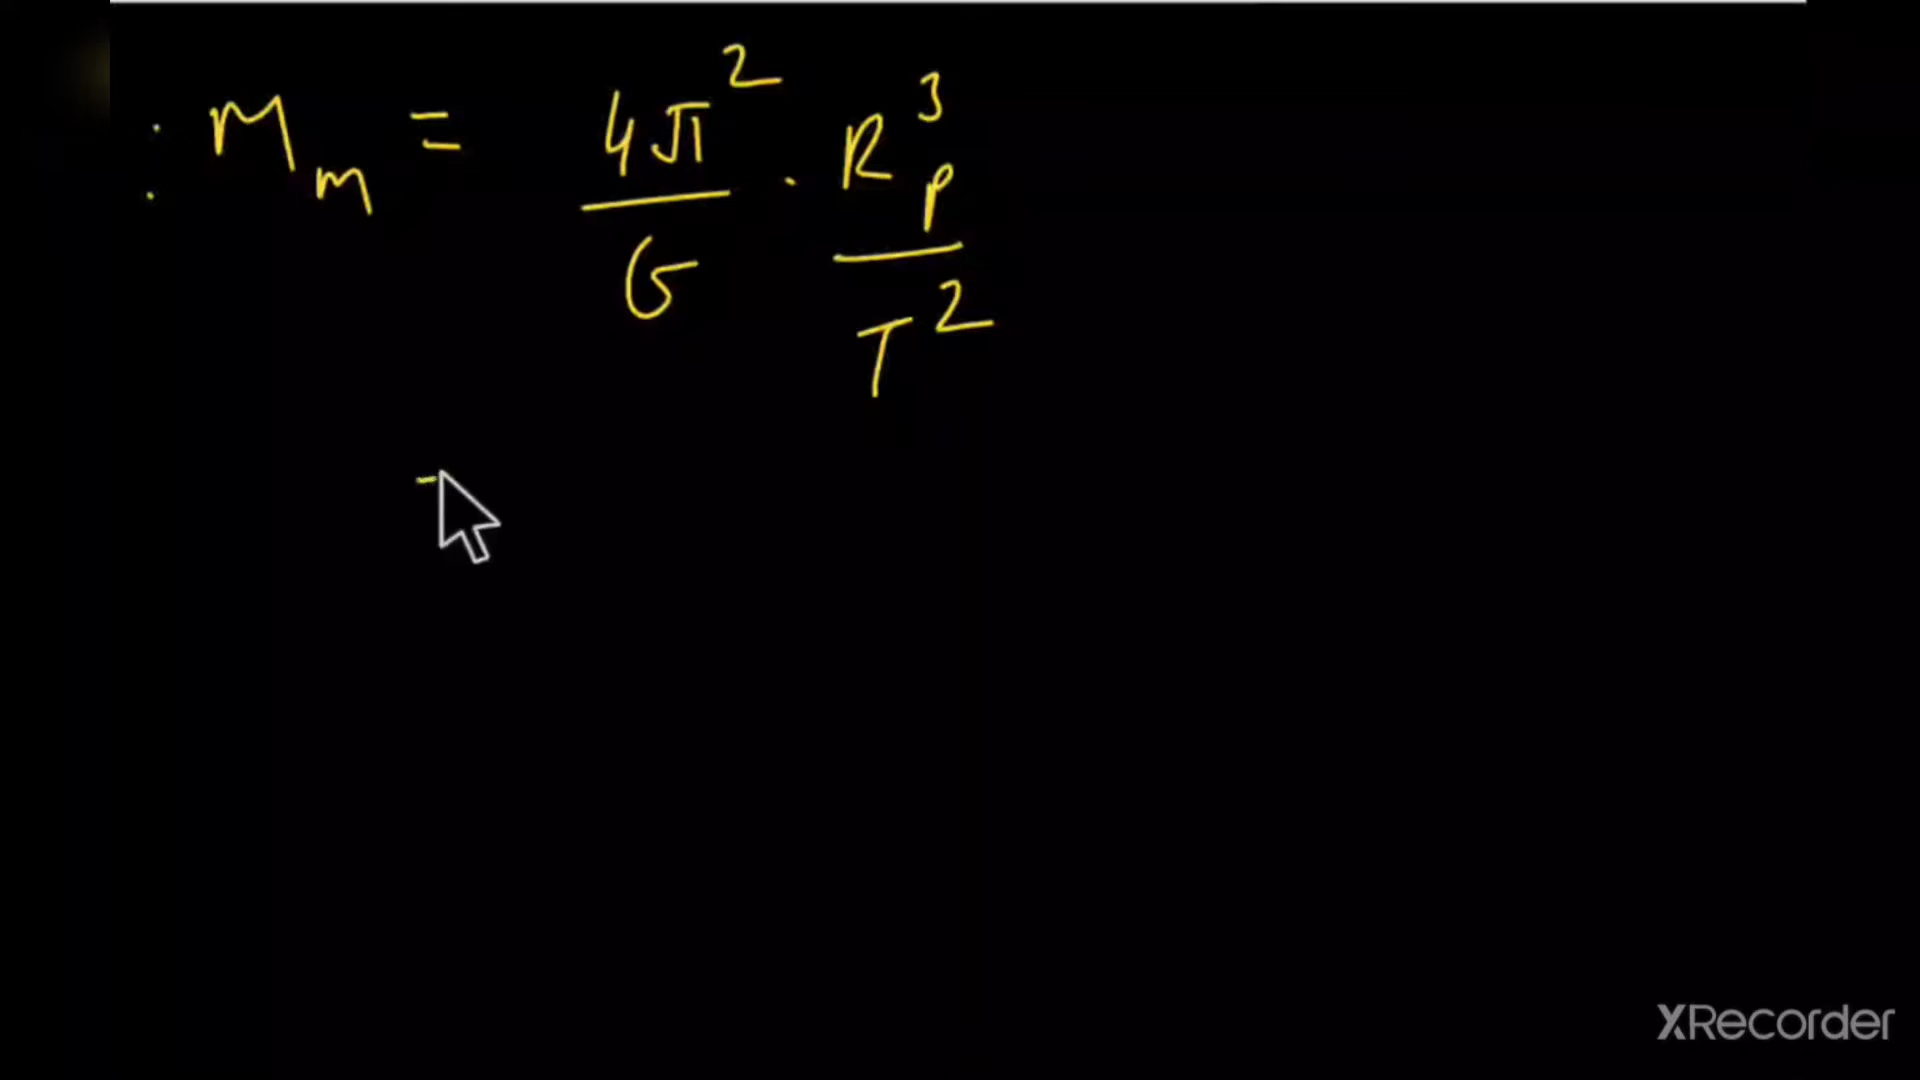 : M_m = 4π² / G · R_p³ / T²
XRecorder